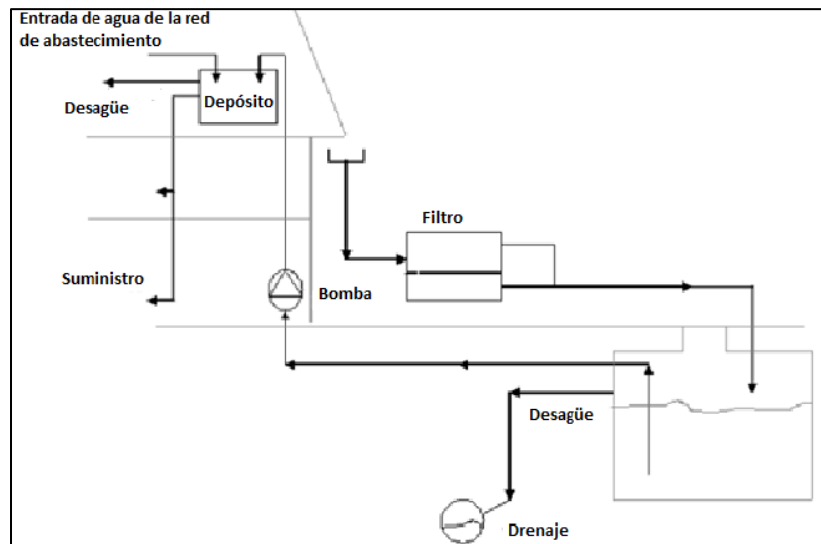 Entrada de agua de la red
de abastecimiento
Desagüe
Depósito
Filtro
Suministro
Bomba
Desagüe
Drenaje